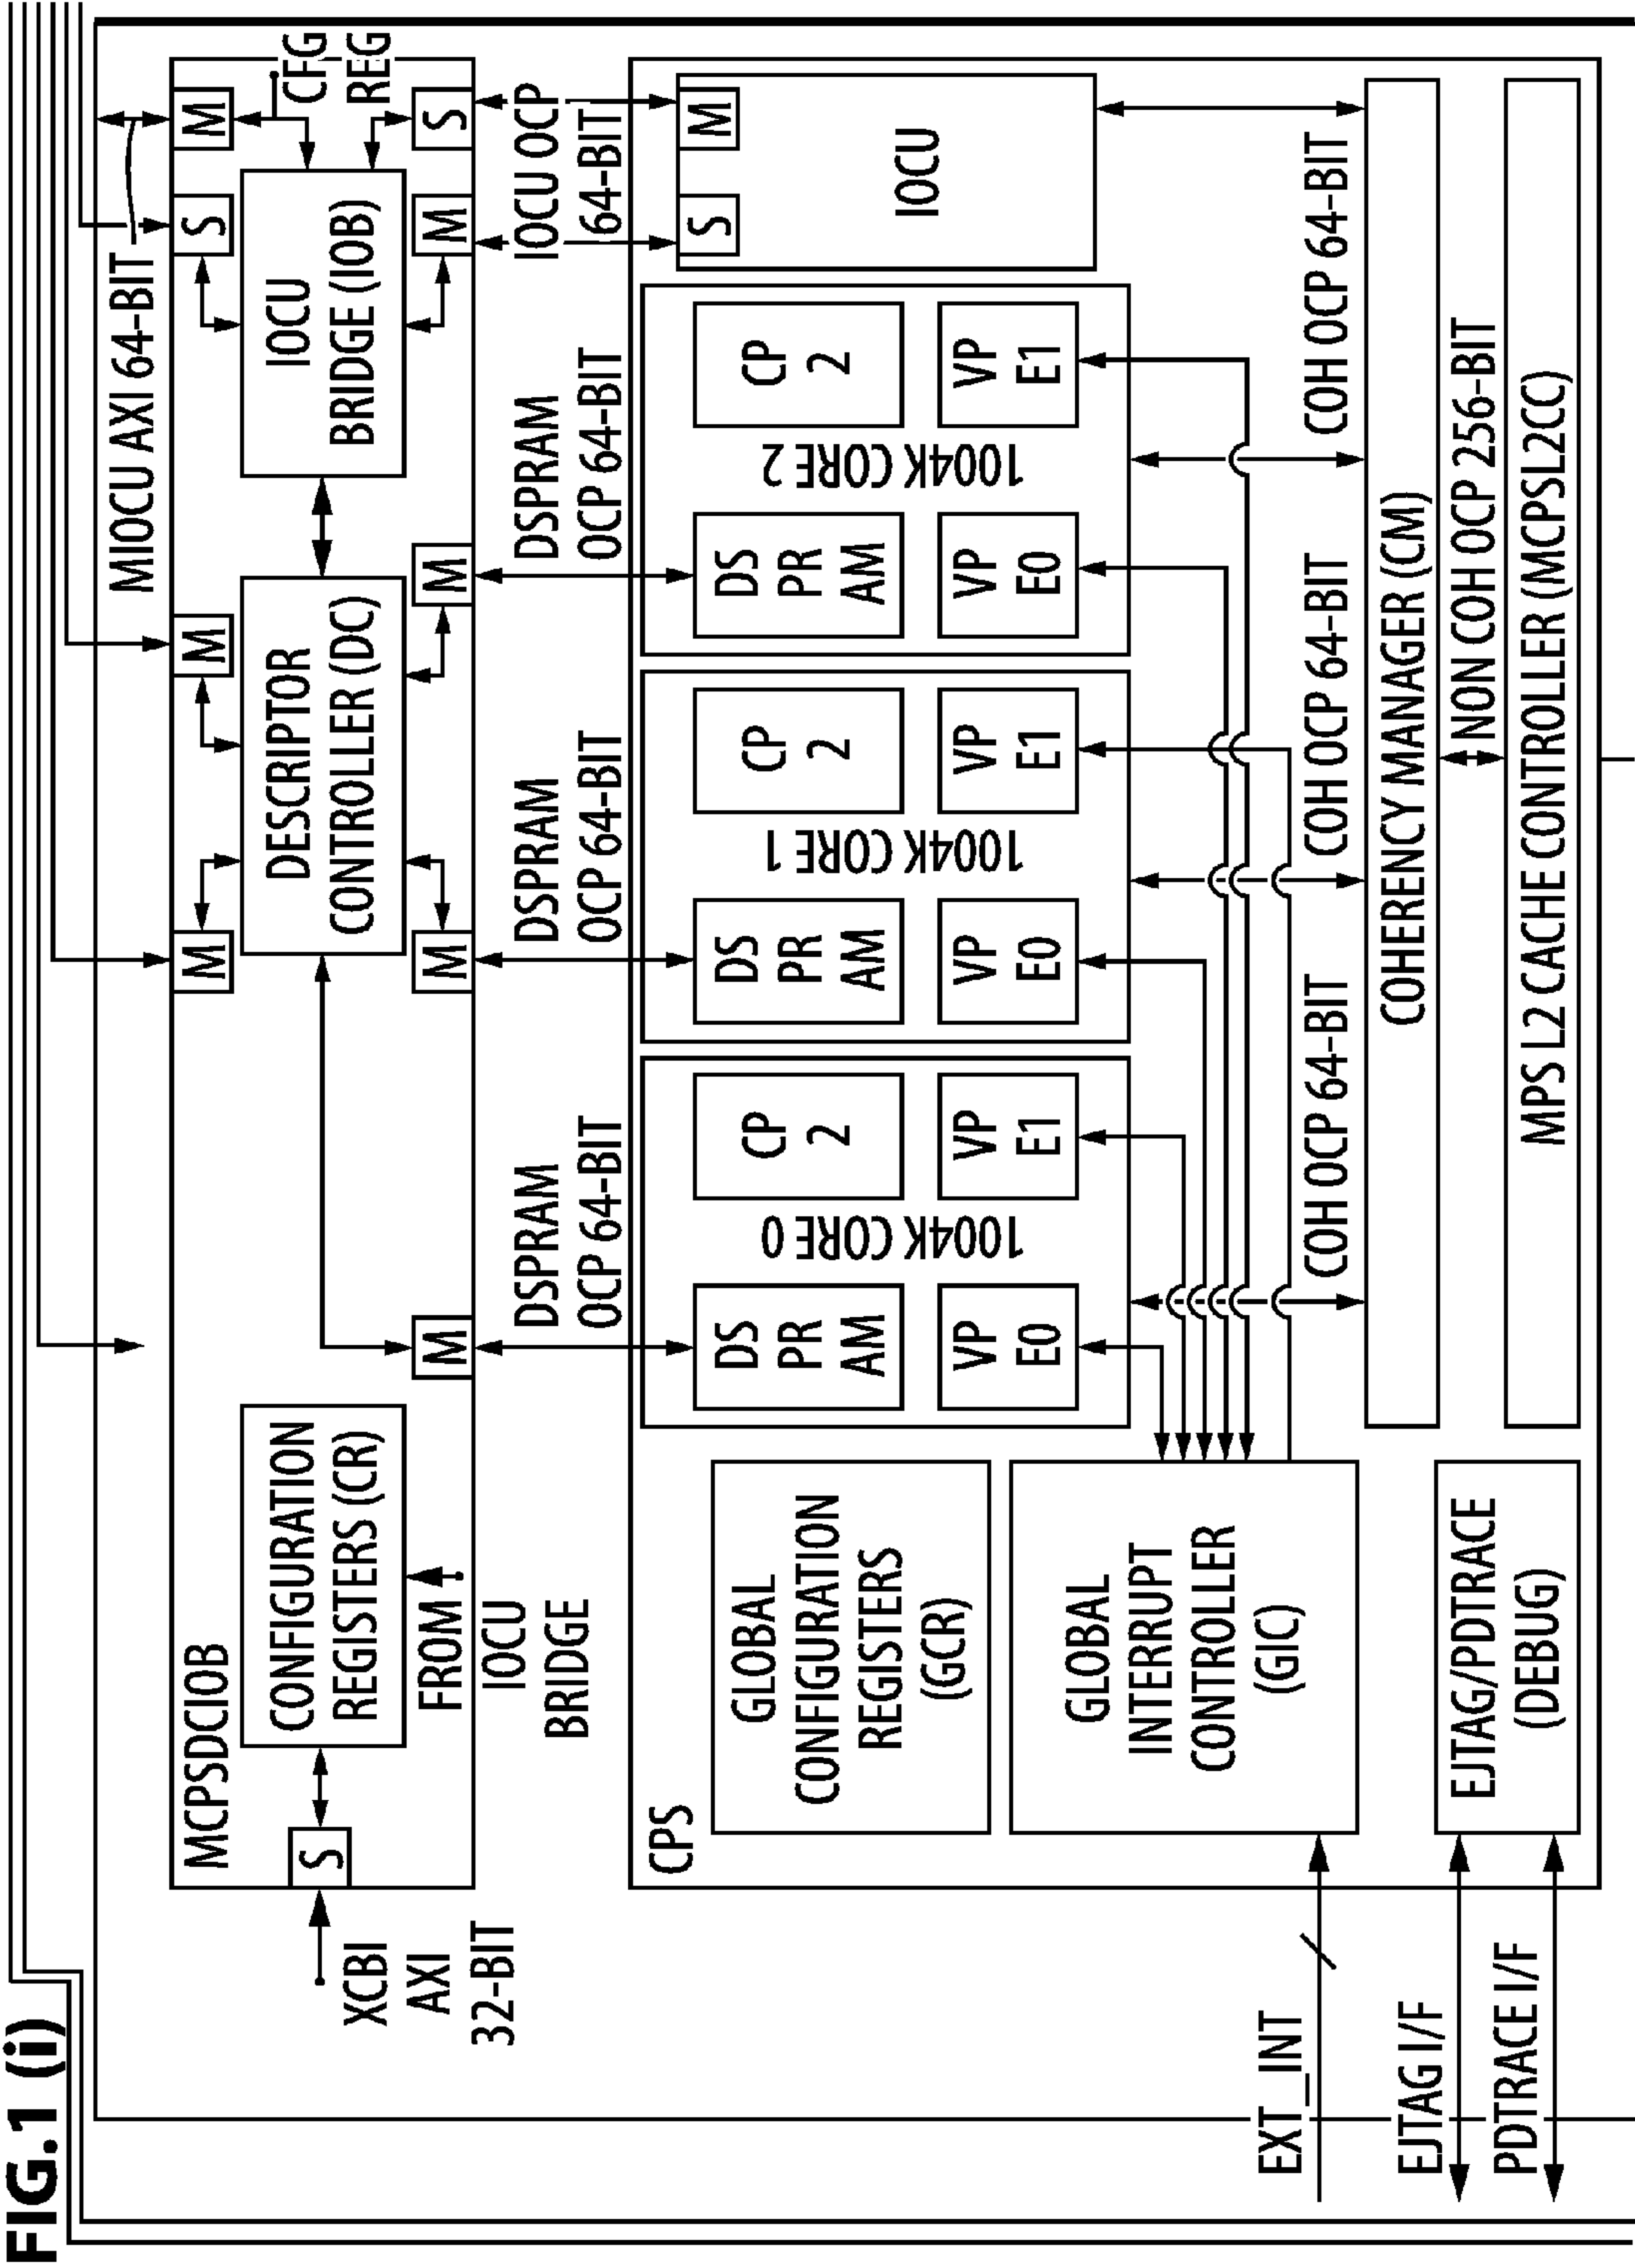 FIG.1 (i)
MIOCU AXI 64-BIT
MCPSDCIOB
S
XCBI
AXI
32-BIT
CONFIGURATION
REGISTERS (CR)
FROM
IOCU
BRIDGE
M
M
DESCRIPTOR
CONTROLLER (DC)
M
M
M
S
M
IOCU
BRIDGE (IOB)
CFG
REG
M
S
DSPRAM
OCP 64-BIT
DSPRAM
OCP 64-BIT
DSPRAM
OCP 64-BIT
IOCU OCP
64-BIT
CPS
GLOBAL
CONFIGURATION
REGISTERS
(GCR)
GLOBAL
INTERRUPT
CONTROLLER
(GIC)
EJTAG/PDTRACE
(DEBUG)
DS
PR
AM
CP
2
1004K CORE 0
VP
E0
VP
E1
DS
PR
AM
CP
2
1004K CORE 1
VP
E0
VP
E1
DS
PR
AM
CP
2
1004K CORE 2
VP
E0
VP
E1
S
M
IOCU
COH OCP 64-BIT
COH OCP 64-BIT
COH OCP 64-BIT
COHERENCY MANAGER (CM)
NON COH OCP 256-BIT
MPS L2 CACHE CONTROLLER (MCPSL2CC)
EXT_INT
EJTAG I/F
PDTRACE I/F